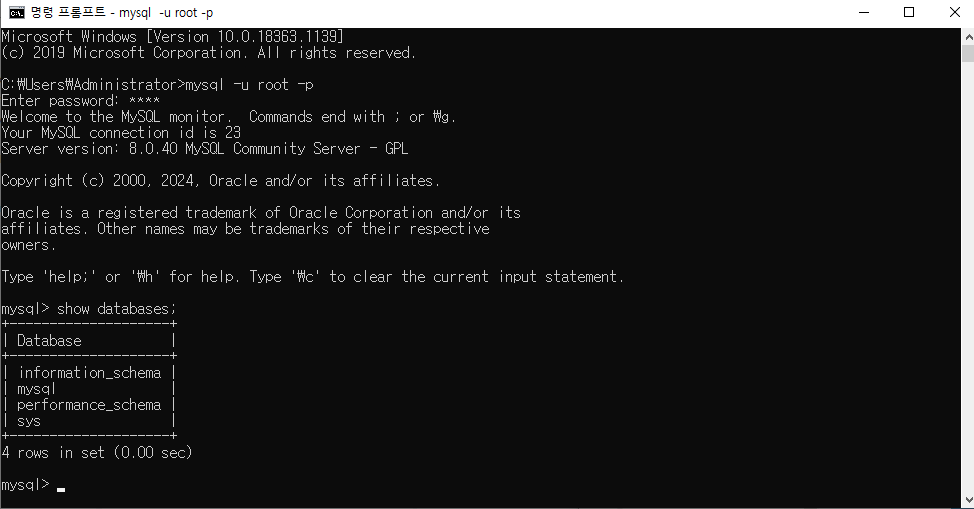 명령 프롬프트 - mysql  -u root -p
Microsoft Windows [Version 10.0.18363.1139]
(c) 2019 Microsoft Corporation. All rights reserved.
C:₩Users₩Administrator>mysql -u root -p
Enter password: ****
Welcome to the MySQL monitor.  Commands end with ; or ₩g.
Your MySQL connection id is 23
Server version: 8.0.40 MySQL Community Server - GPL
Copyright (c) 2000, 2024, Oracle and/or its affiliates.
Oracle is a registered trademark of Oracle Corporation and/or its
affiliates. Other names may be trademarks of their respective
owners.
Type 'help;' or '₩h' for help. Type '₩c' to clear the current input statement.
mysql> show databases;
+--------------------+
| Database           |
+--------------------+
| information_schema |
| mysql              |
| performance_schema |
| sys                |
+--------------------+
4 rows in set (0.00 sec)
mysql>